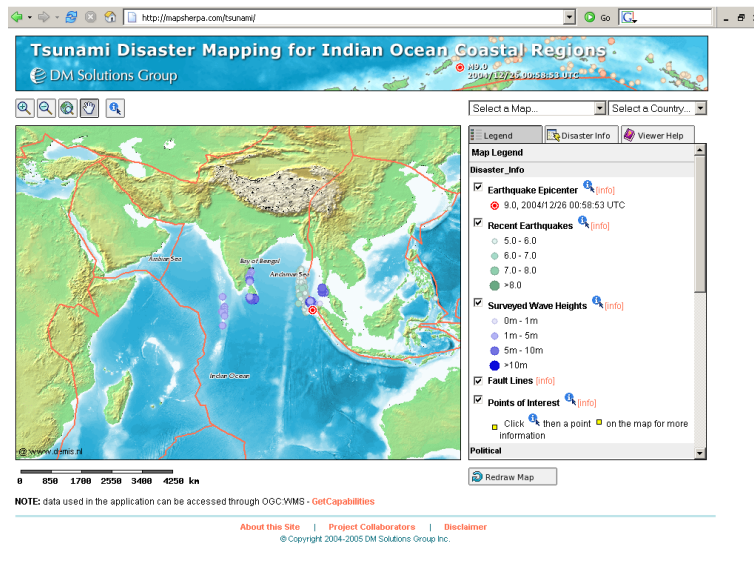 http://mapsherpa.com/tsunami/
Go
Tsunami Disaster Mapping for Indian Ocean Coastal Regions
DM Solutions Group
M9.0
2004/12/26 00:58:53 UTC
Select a Map...
Select a Country...
Legend
Disaster Info
Viewer Help
Map Legend
Disaster_Info
Earthquake Epicenter [info]
9.0, 2004/12/26 00:58:53 UTC
Recent Earthquakes [info]
5.0 - 6.0
6.0 - 7.0
7.0 - 8.0
>8.0
Surveyed Wave Heights [info]
0m - 1m
1m - 5m
5m - 10m
>10m
Fault Lines [info]
Points of Interest [info]
Click then a point on the map for more
information
Political
Arabian Sea
Bay of Bengal
Andaman Sea
Indian Ocean
@:www.demis.nl
0 850 1700 2550 3400 4250 km
Redraw Map
NOTE: data used in the application can be accessed through OGC:WMS - GetCapabilities
About this Site | Project Collaborators | Disclaimer
© Copyright 2004-2005 DM Solutions Group Inc.